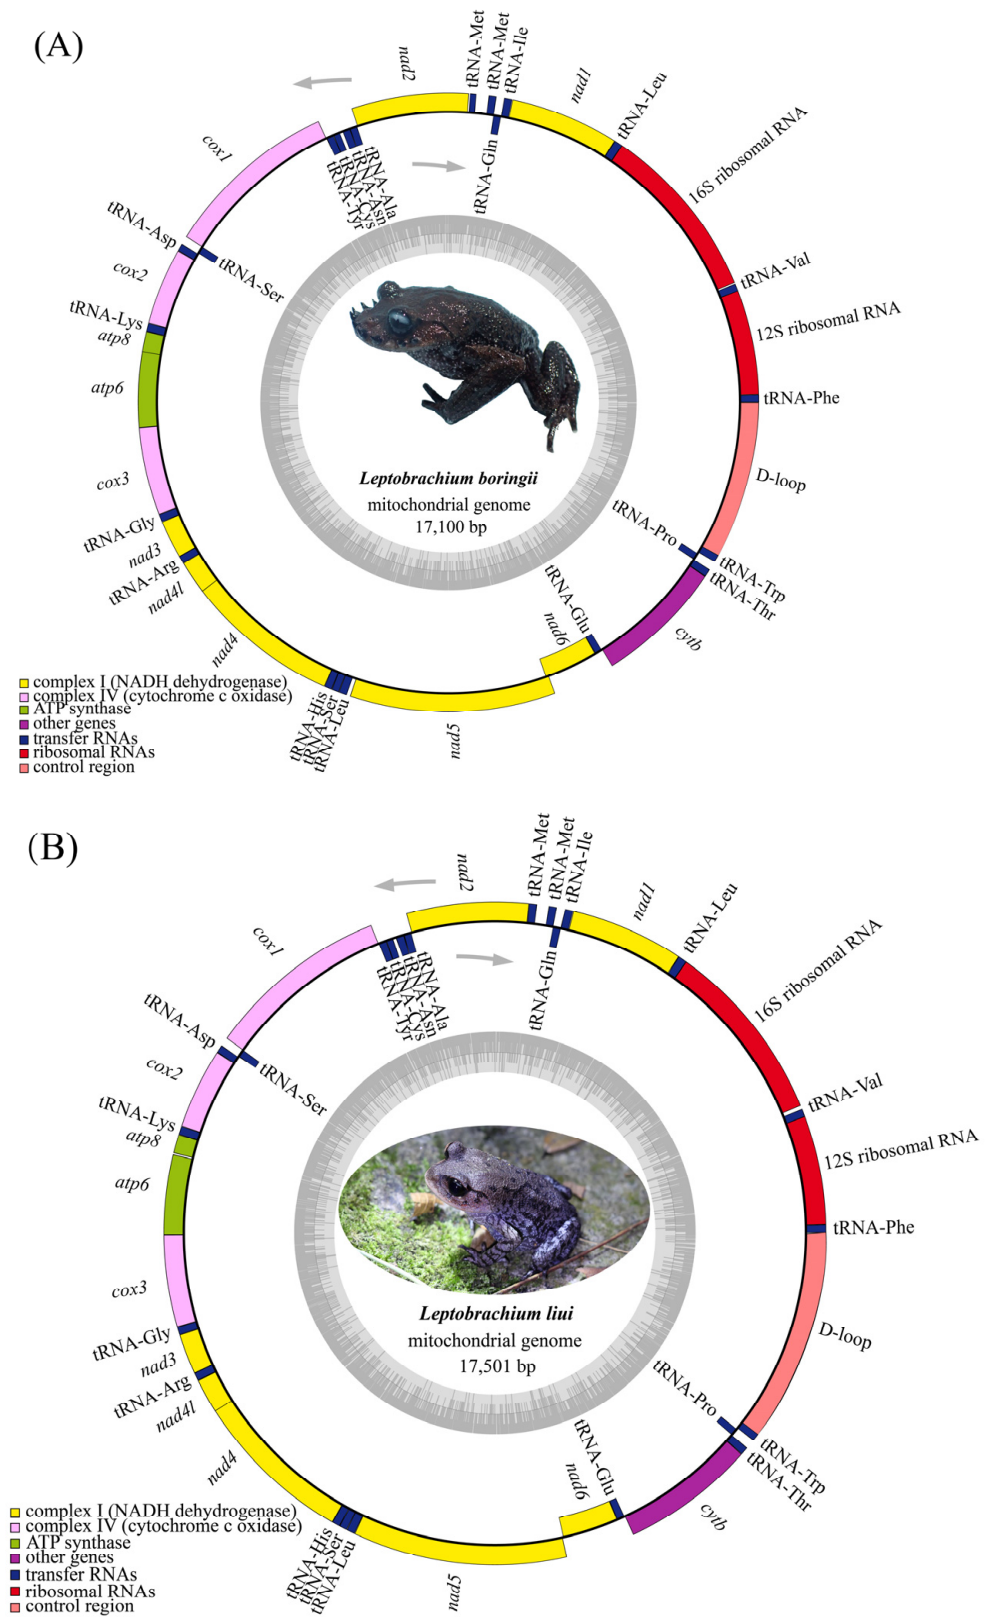 (A)
nad2
tRNA-Met
tRNA-Met
tRNA-Ile
nad1
tRNA-Leu
16S ribosomal RNA
tRNA-Val
12S ribosomal RNA
tRNA-Phe
D-loop
tRNA-Pro
tRNA-Trp
tRNA-Thr
cytb
tRNA-Glu
nad6
nad5
tRNA-Leu
tRNA-Ser
tRNA-His
nad4
nad4l
tRNA-Arg
nad3
tRNA-Gly
cox3
atp6
atp8
tRNA-Lys
cox2
tRNA-Asp
tRNA-Ser
cox1
tRNA-Tyr
tRNA-Cys
tRNA-Asn
tRNA-Ala
tRNA-Gln
Leptobrachium boringii
mitochondrial genome
17,100 bp
complex I (NADH dehydrogenase)
complex IV (cytochrome c oxidase)
ATP synthase
other genes
transfer RNAs
ribosomal RNAs
control region
(B)
nad2
tRNA-Met
tRNA-Met
tRNA-Ile
nad1
tRNA-Leu
16S ribosomal RNA
tRNA-Val
12S ribosomal RNA
tRNA-Phe
D-loop
tRNA-Pro
tRNA-Trp
tRNA-Thr
cytb
tRNA-Glu
nad6
nad5
tRNA-Leu
tRNA-Ser
tRNA-His
nad4
nad4l
tRNA-Arg
nad3
tRNA-Gly
cox3
atp6
atp8
tRNA-Lys
cox2
tRNA-Asp
tRNA-Ser
cox1
tRNA-Tyr
tRNA-Cys
tRNA-Asn
tRNA-Ala
tRNA-Gln
Leptobrachium liui
mitochondrial genome
17,501 bp
complex I (NADH dehydrogenase)
complex IV (cytochrome c oxidase)
ATP synthase
other genes
transfer RNAs
ribosomal RNAs
control region